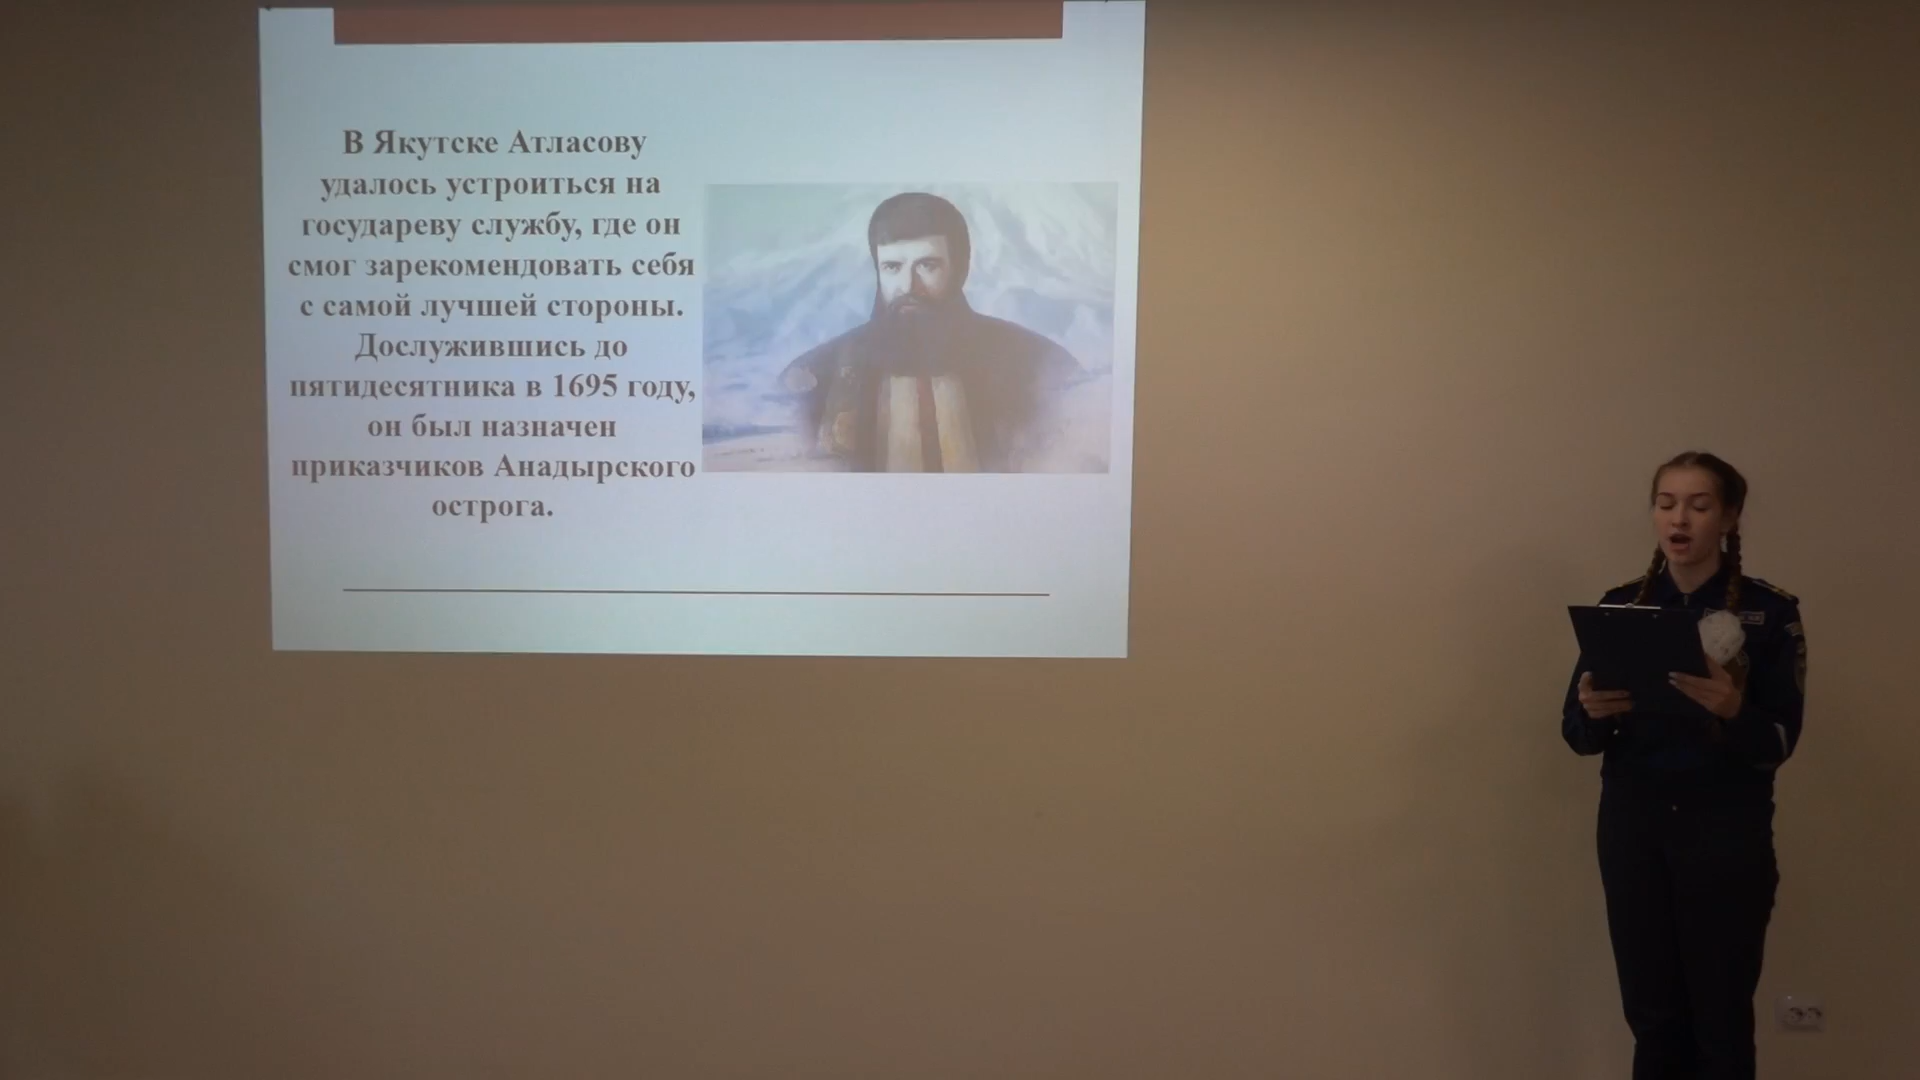 В Якутске Атласову
удалось устроиться на
государеву службу, где он
смог зарекомендовать себя
с самой лучшей стороны.
Дослужившись до
пятидесятника в 1695 году,
он был назначен
приказчиков Анадырского
острога.